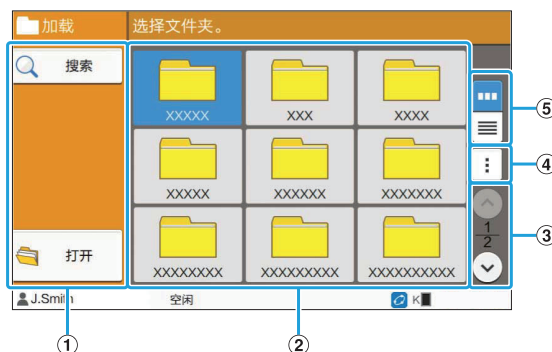 加载
选择文件夹。
搜索
XXXXX
XXX
XXXX
XXXXX
XXXXXX
XXXXXXX
XXXXXXXX
XXXXXXXXX
XXXXXXXXXX
打开
1
2
J.Smith
空闲
K
⑤
④
③
①
②